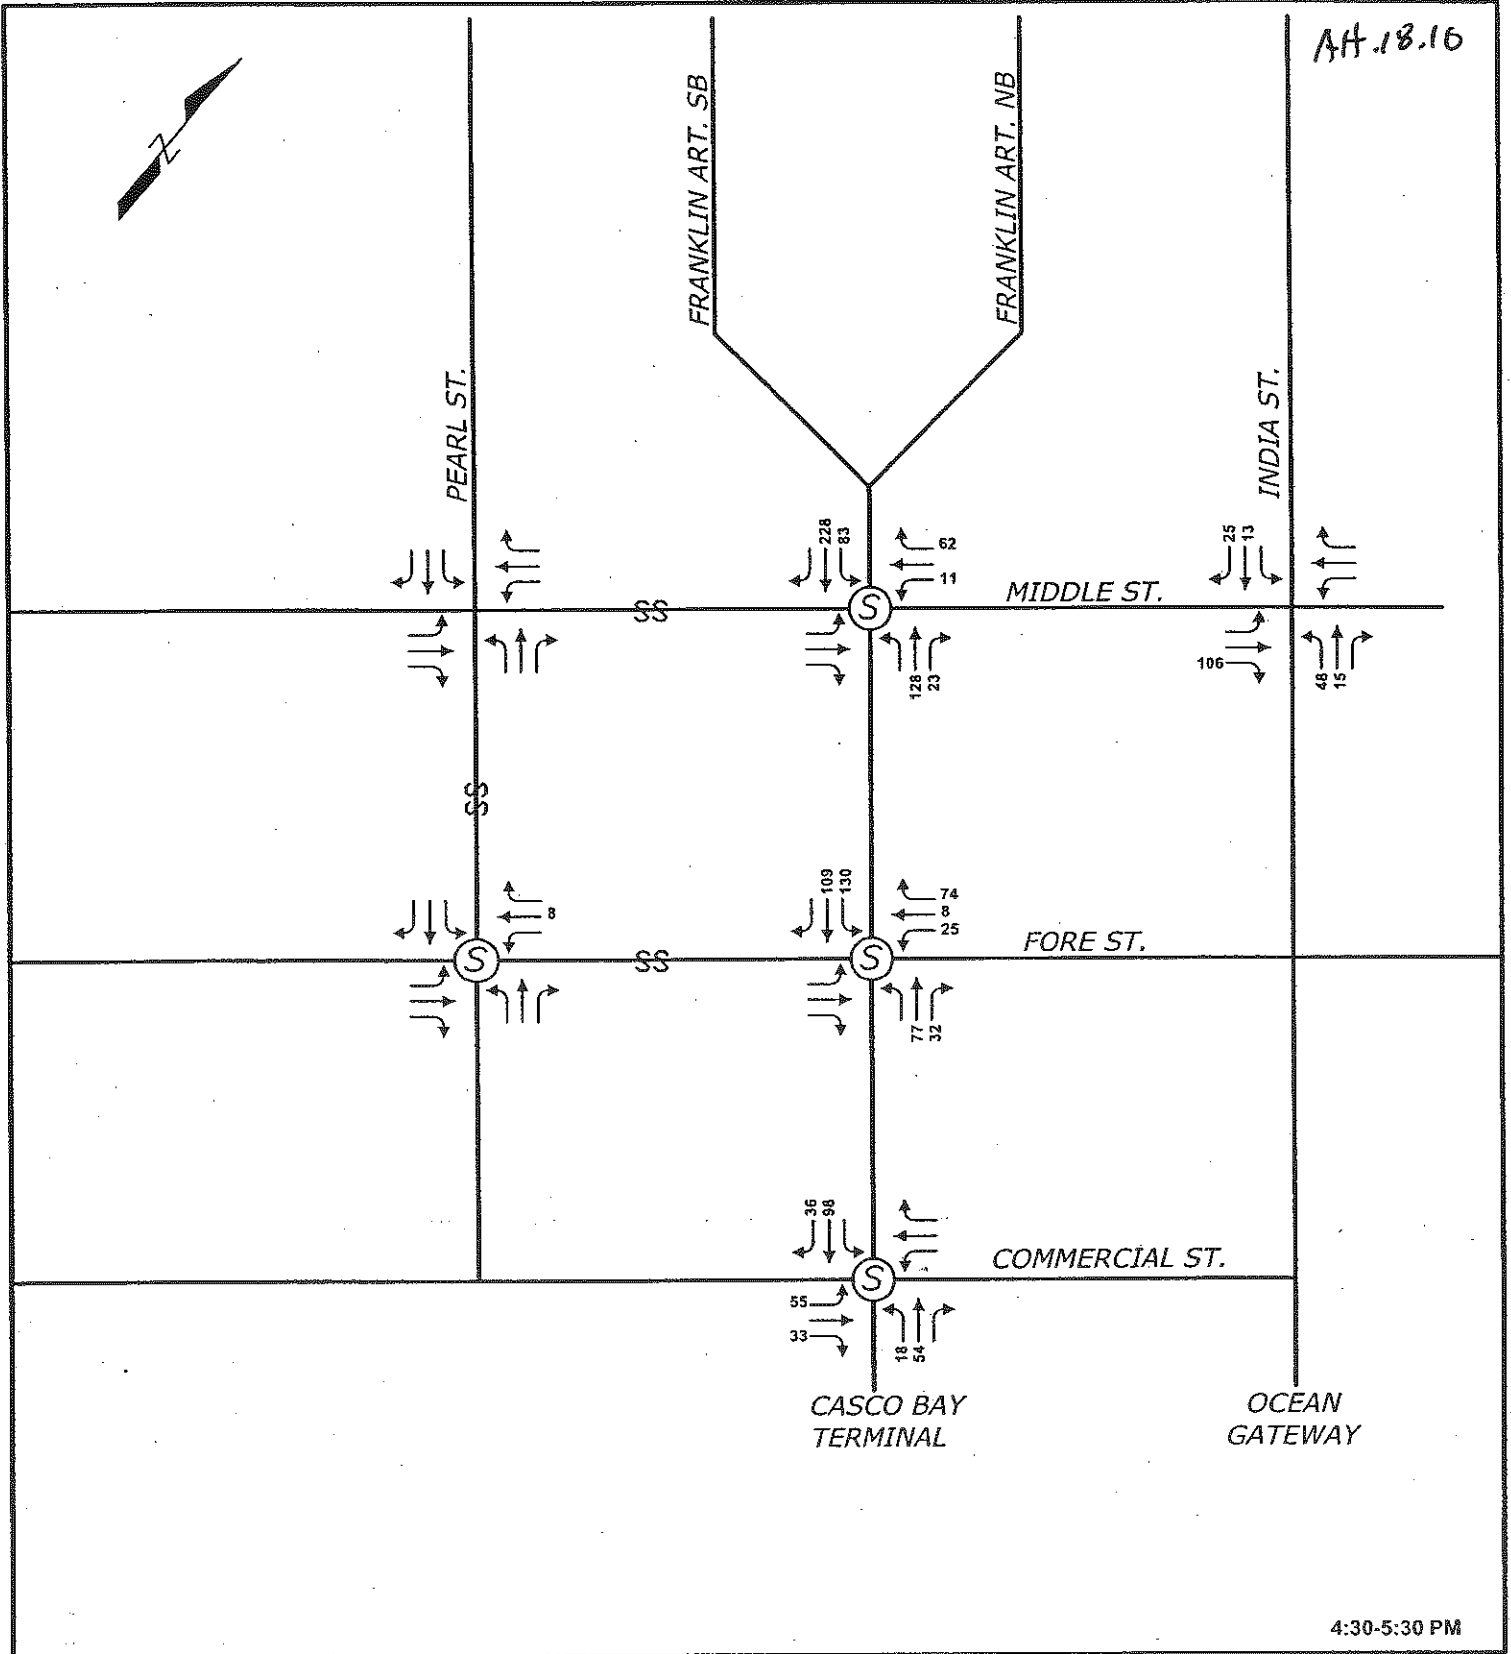 AH.18.10
FRANKLIN ART. SB
FRANKLIN ART. NB
PEARL ST.
INDIA ST.
228
83
62
11
25
13
MIDDLE ST.
S
SS
128
23
106
48
15
SS
109
130
74
8
25
8
FORE ST.
S
SS
S
77
32
36
98
COMMERCIAL ST.
S
55
33
18
54
CASCO BAY
TERMINAL
OCEAN
GATEWAY
4:30-5:30 PM
Z